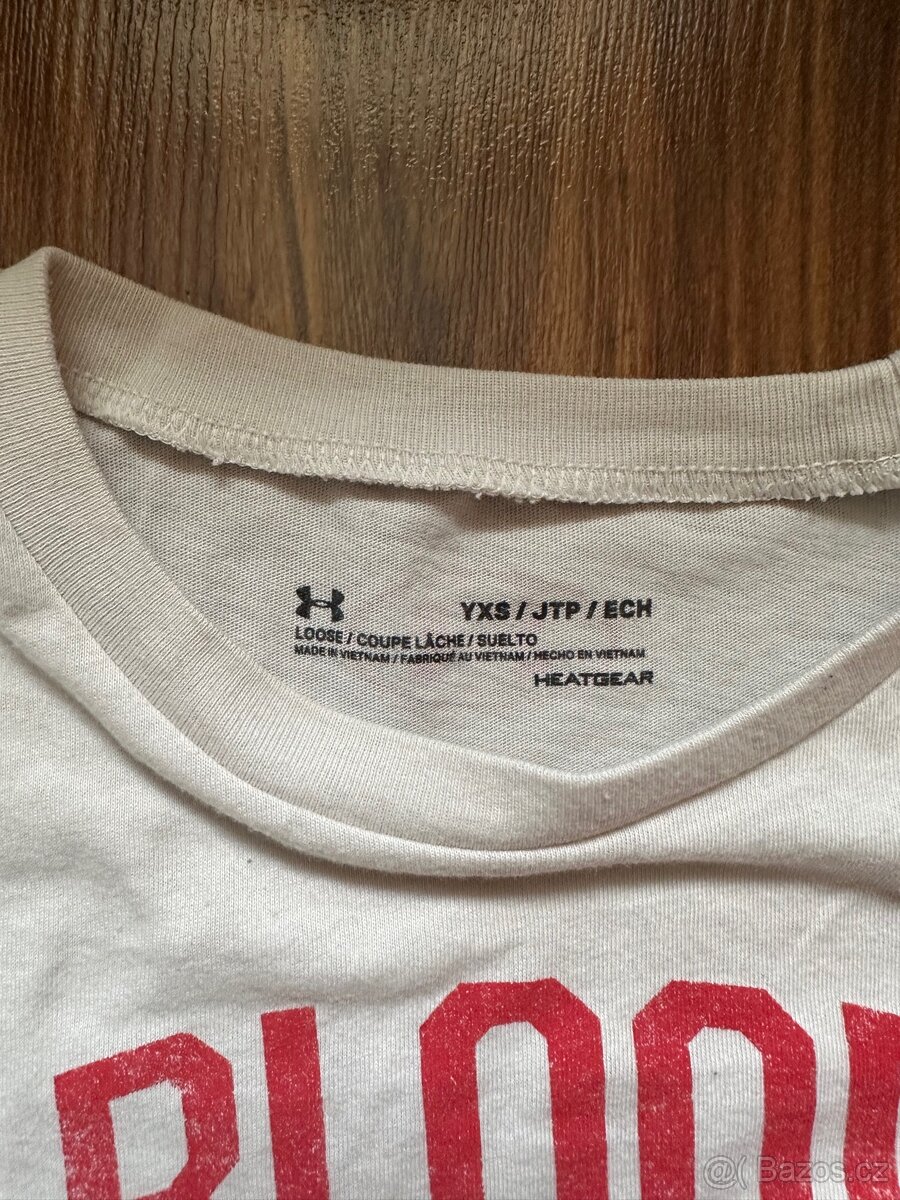 YXS / JTP / ECH
LOOSE / COUPE LÂCHE / SUELTO
MADE IN VIETNAM / FABRIQUÉ AU VIETNAM / HECHO EN VIETNAM
HEATGEAR
@( Bazos.cz